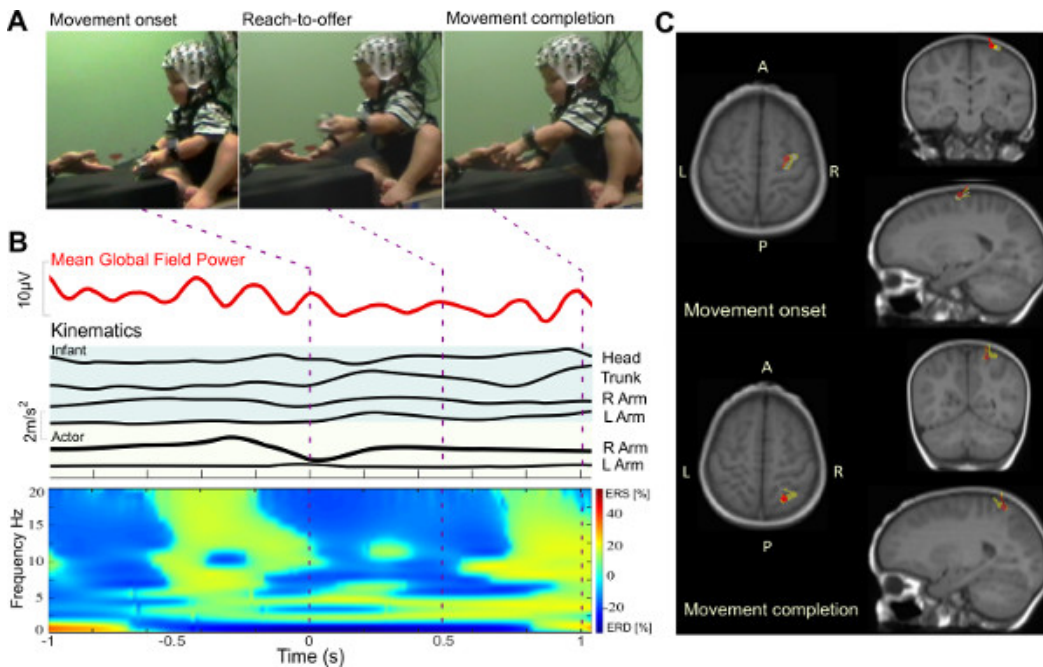 A
Movement onset
Reach-to-offer
Movement completion
B
Mean Global Field Power
10µV
Kinematics
Infant
Head
Trunk
R Arm
L Arm
2m/s²
Actor
R Arm
L Arm
Frequency Hz
20
15
10
5
0
-1
-0.5
0
0.5
1
Time (s)
ERS [%]
40
20
0
-20
ERD [%]
C
A
L
R
P
Movement onset
A
L
R
P
Movement completion